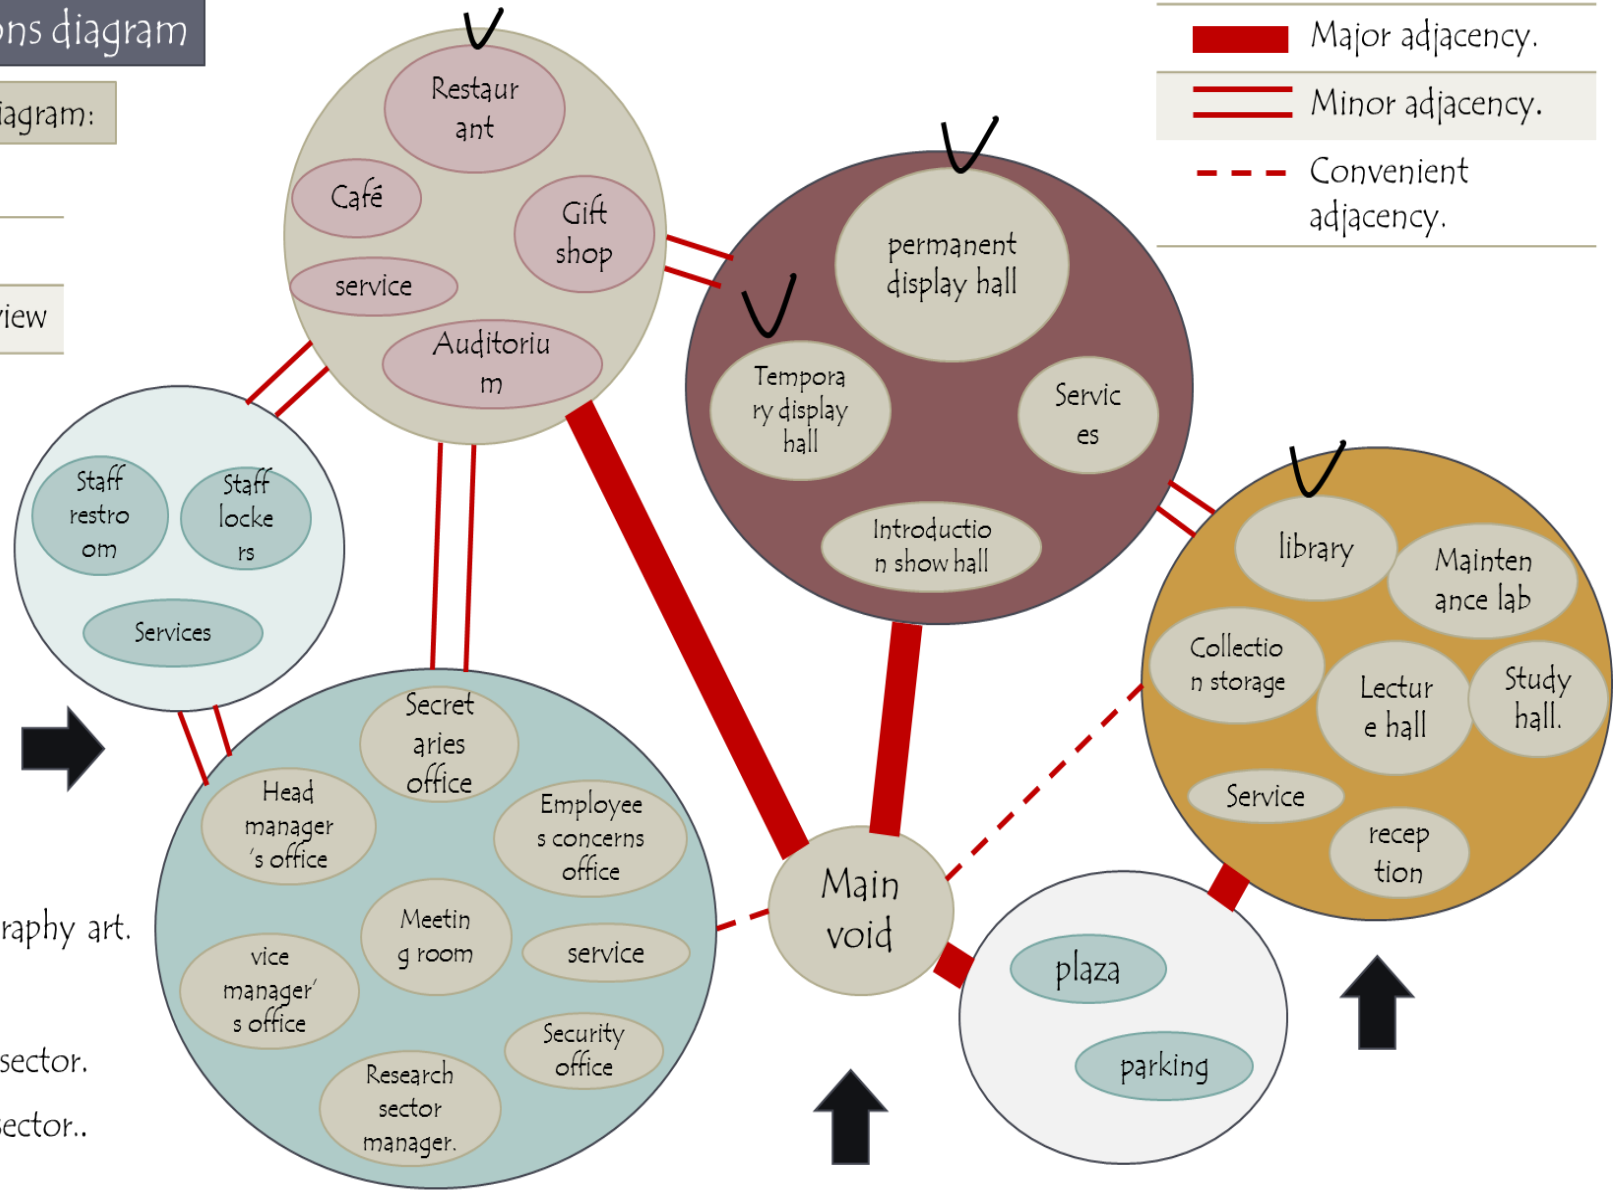 ons diagram
iagram:
view
raphy art.
sector.
sector..
Major adjacency.
Minor adjacency.
Convenient
adjacency.
Restaur
ant
Café
Gift
shop
service
Auditoriu
m
permanent
display hall
Tempora
ry display
hall
Servic
es
Introductio
n show hall
Staff
restro
om
Staff
locke
rs
Services
library
Mainten
ance lab
Collectio
n storage
Lectur
e hall
Study
hall.
Service
recep
tion
Secret
aries
office
Head
manager
's office
Employee
s concerns
office
Meetin
g room
service
vice
manager'
s office
Security
office
Research
sector
manager.
Main
void
plaza
parking